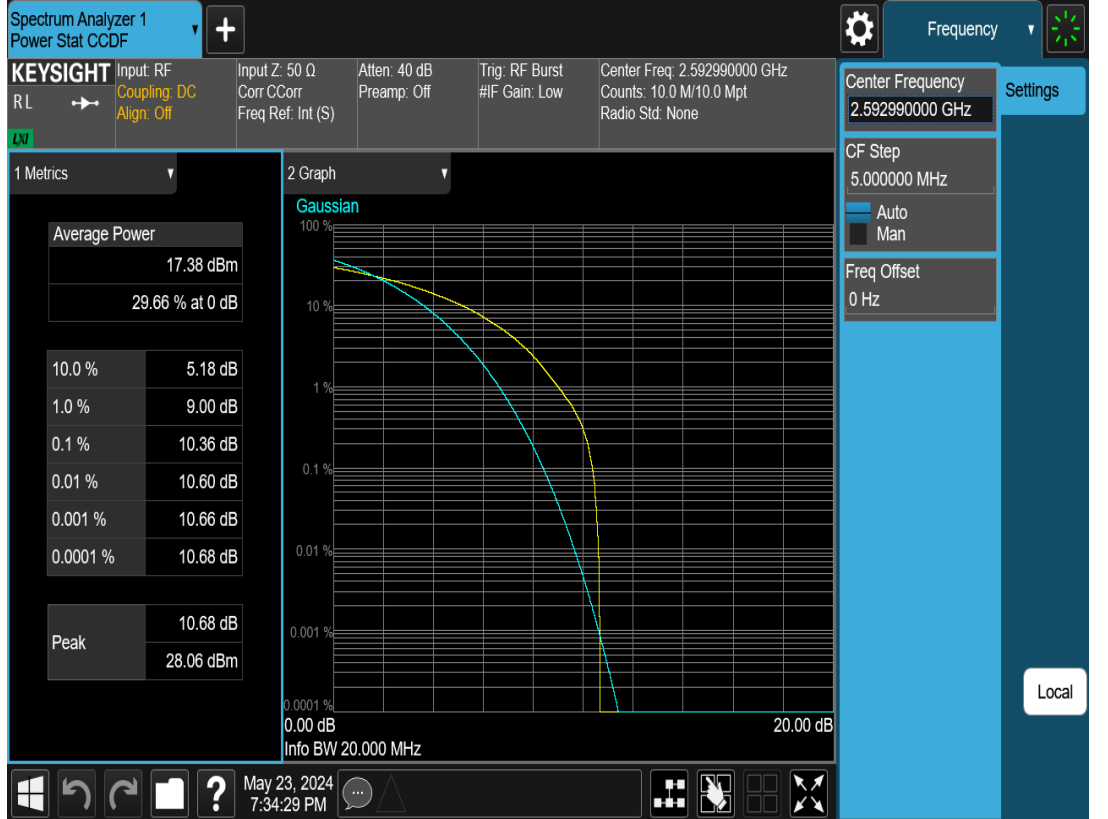 Spectrum Analyzer 1
Power Stat CCDF
+
Frequency
KEYSIGHT
RL
LXI
Input: RF
Coupling: DC
Align: Off
Input Z: 50 Ω
Corr CCorr
Freq Ref: Int (S)
Atten: 40 dB
Preamp: Off
Trig: RF Burst
#IF Gain: Low
Center Freq: 2.592990000 GHz
Counts: 10.0 M/10.0 Mpt
Radio Std: None
Center Frequency
2.592990000 GHz
Settings
CF Step
5.000000 MHz
Auto
Man
Freq Offset
0 Hz
Local
1 Metrics
Average Power
17.38 dBm
29.66 % at 0 dB
10.0 % 5.18 dB
1.0 % 9.00 dB
0.1 % 10.36 dB
0.01 % 10.60 dB
0.001 % 10.66 dB
0.0001 % 10.68 dB
Peak
10.68 dB
28.06 dBm
2 Graph
Gaussian
100 %
10 %
1 %
0.1 %
0.01 %
0.001 %
0.0001 %
0.00 dB 20.00 dB
Info BW 20.000 MHz
?
May 23, 2024
7:34:29 PM